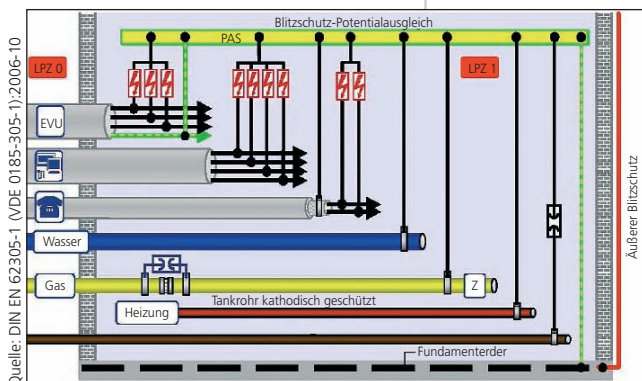 Blitzschutz-Potentialausgleich
PAS
LPZ 0
LPZ 1
EVU
Wasser
Gas
Z
Heizung
Tankrohr kathodisch geschützt
Fundamenterder
Äußerer Blitzschutz
Quelle: DIN EN 62305-1 (VDE 0185-305-1):2006-10